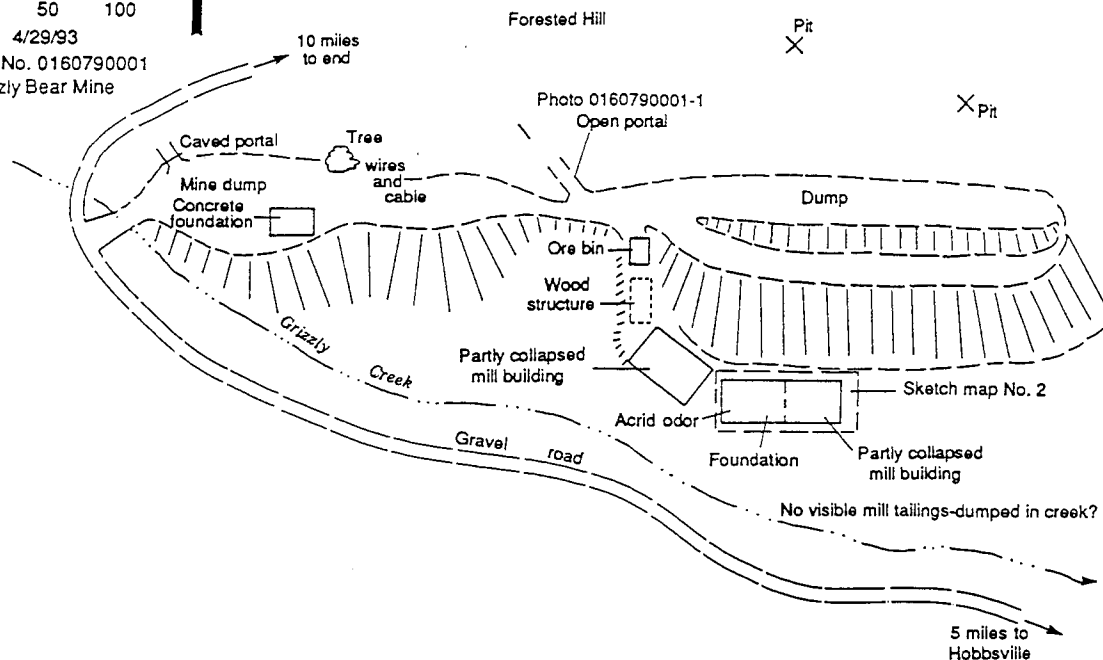 50 100
4/29/93
No. 0160790001
zly Bear Mine
Forested Hill
10 miles
to end
Pit
Pit
Photo 0160790001-1
Open portal
Caved portal
Tree
wires
and
cable
Mine dump
Concrete
foundation
Dump
Ore bin
Wood
structure
Grizzly
Creek
Partly collapsed
mill building
Sketch map No. 2
Acrid odor
Gravel road
Foundation
Partly collapsed
mill building
No visible mill tailings-dumped in creek?
5 miles to
Hobbsville